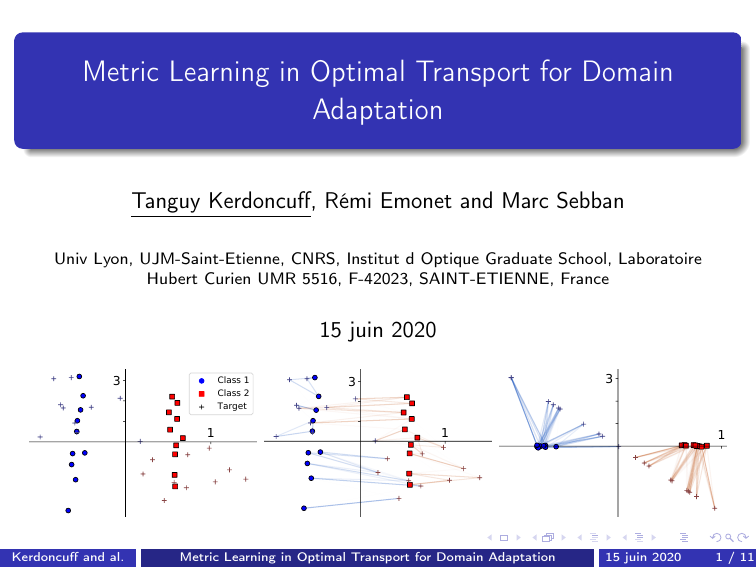 Metric Learning in Optimal Transport for Domain
Adaptation
Tanguy Kerdoncuff, Rémi Emonet and Marc Sebban
Univ Lyon, UJM-Saint-Etienne, CNRS, Institut d Optique Graduate School, Laboratoire
Hubert Curien UMR 5516, F-42023, SAINT-ETIENNE, France
15 juin 2020
3
Class 1
Class 2
Target
1
3
1
3
1
Kerdoncuff and al.
Metric Learning in Optimal Transport for Domain Adaptation
15 juin 2020
1 / 11